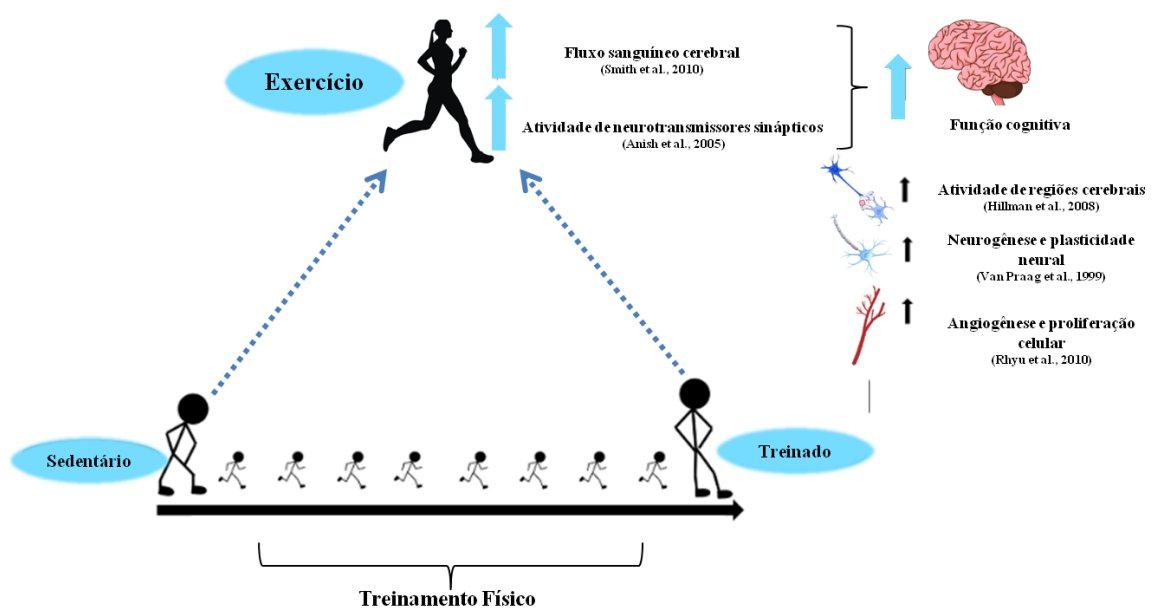 Exercício
Fluxo sanguíneo cerebral
(Smith et al., 2010)
Atividade de neurotransmissores sinápticos
(Anish et al., 2005)
Função cognitiva
Atividade de regiões cerebrais
(Hillman et al., 2008)
Neurogênese e plasticidade
neural
(Van Praag et al., 1999)
Angiogênese e proliferação
celular
(Rhyu et al., 2010)
Sedentário
Treinado
Treinamento Físico